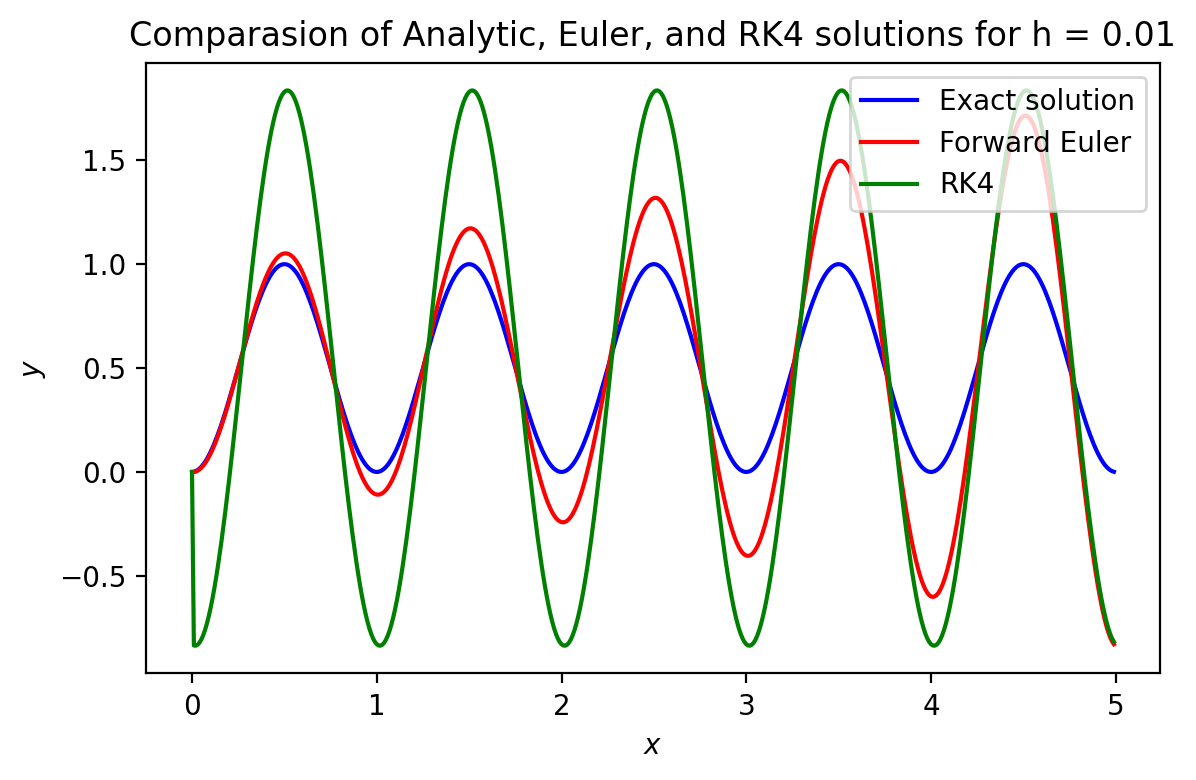 Comparasion of Analytic, Euler, and RK4 solutions for h = 0.01
Exact solution
Forward Euler
RK4
y
1.5
1.0
0.5
0.0
−0.5
0 1 2 3 4 5
x